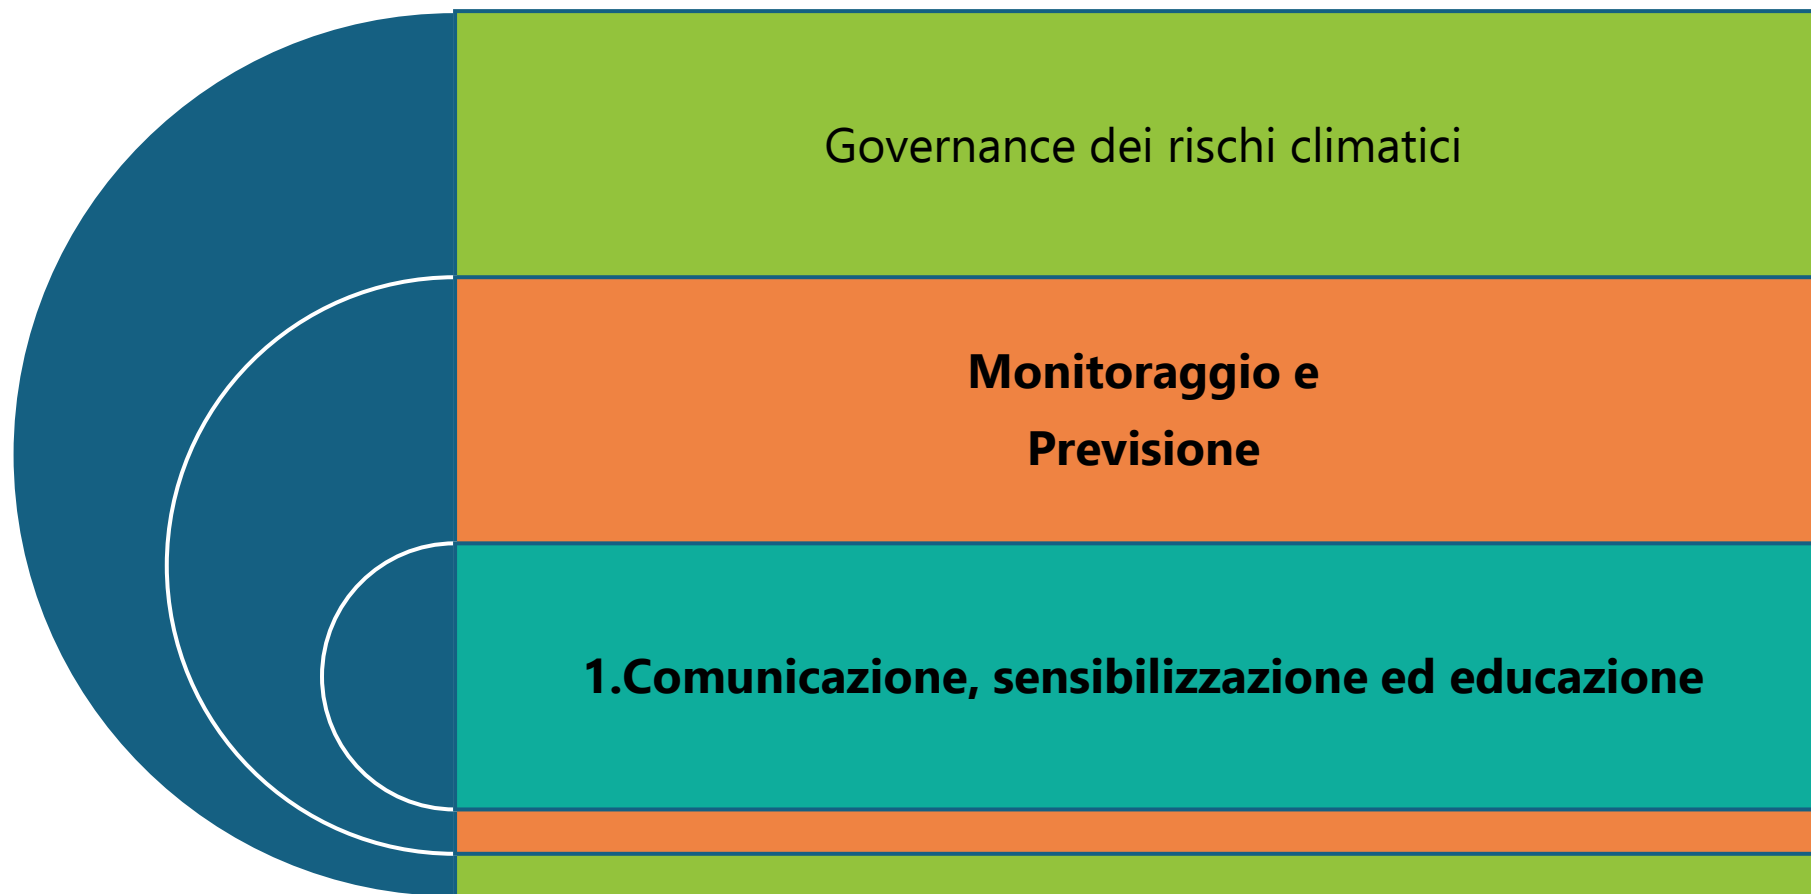 Governance dei rischi climatici
Monitoraggio e
Previsione
1.Comunicazione, sensibilizzazione ed educazione